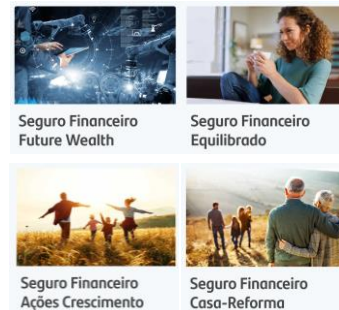 Seguro Financeiro
Future Wealth
Seguro Financeiro
Equilibrado
Seguro Financeiro
Ações Crescimento
Seguro Financeiro
Casa-Reforma